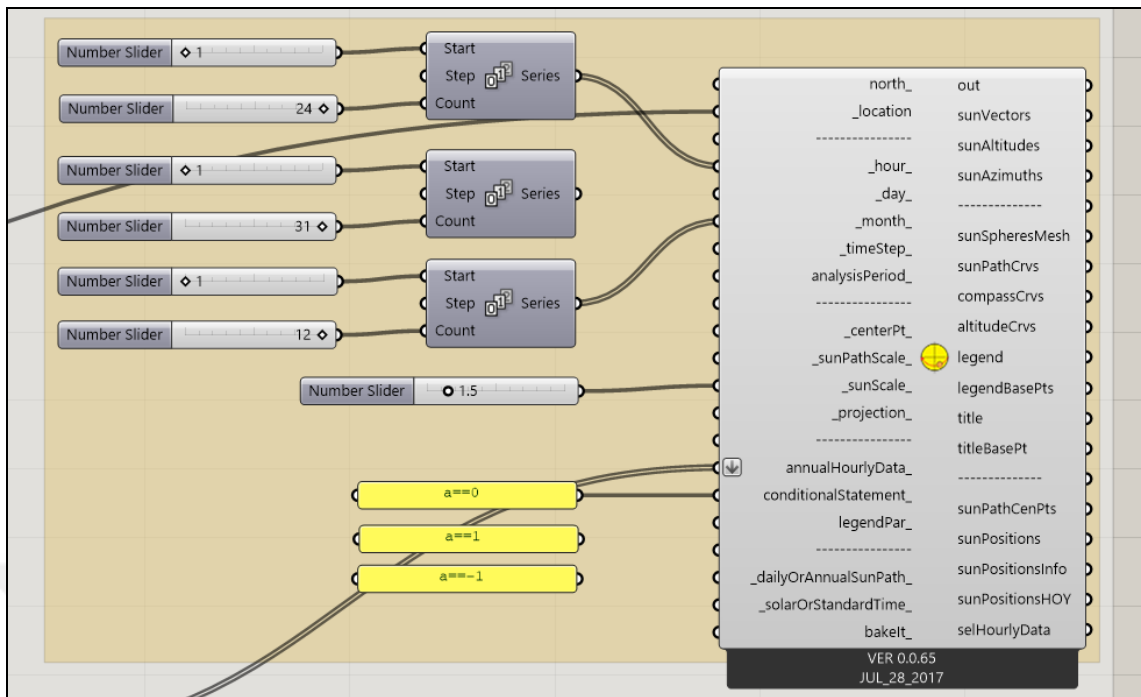 Number Slider 1
Number Slider 24
Start
Step Series
Count
Number Slider 1
Number Slider 31
Start
Step Series
Count
Number Slider 1
Number Slider 12
Start
Step Series
Count
Number Slider 1.5
a==0
a==1
a==-1
north_
_location
----------------
_hour_
_day_
_month_
_timeStep_
analysisPeriod_
----------------
_centerPt_
_sunPathScale_
_sunScale_
_projection_
----------------
annualHourlyData_
conditionalStatement_
legendPar_
----------------
_dailyOrAnnualSunPath_
_solarOrStandardTime_
bakeIt_
out
sunVectors
sunAltitudes
sunAzimuths
--------------
sunSpheresMesh
sunPathCrvs
compassCrvs
altitudeCrvs
legend
legendBasePts
title
titleBasePt
--------------
sunPathCenPts
sunPositions
sunPositionsInfo
sunPositionsHOY
selHourlyData
VER 0.0.65
JUL_28_2017